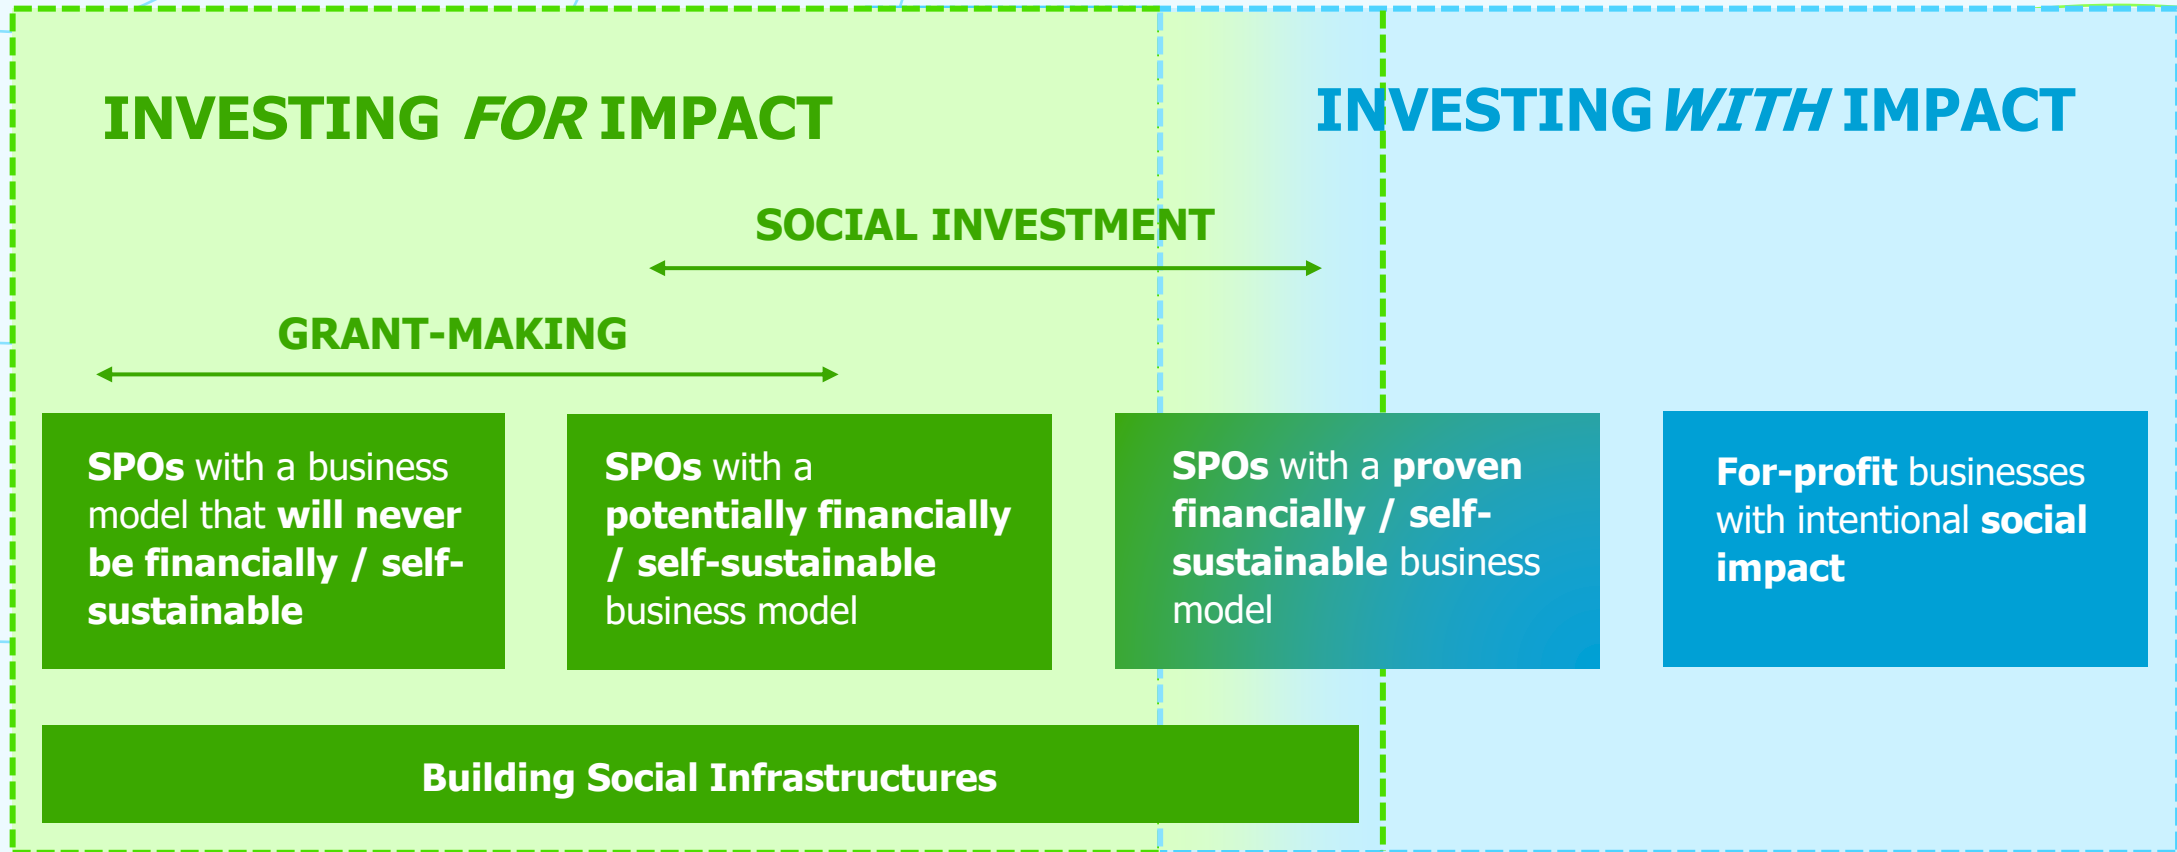 INVESTING FOR IMPACT
INVESTING WITH IMPACT
SOCIAL INVESTMENT
GRANT-MAKING
SPOs with a business
model that will never
be financially / self-
sustainable
SPOs with a
potentially financially
/ self-sustainable
business model
SPOs with a proven
financially / self-
sustainable business
model
For-profit businesses
with intentional social
impact
Building Social Infrastructures